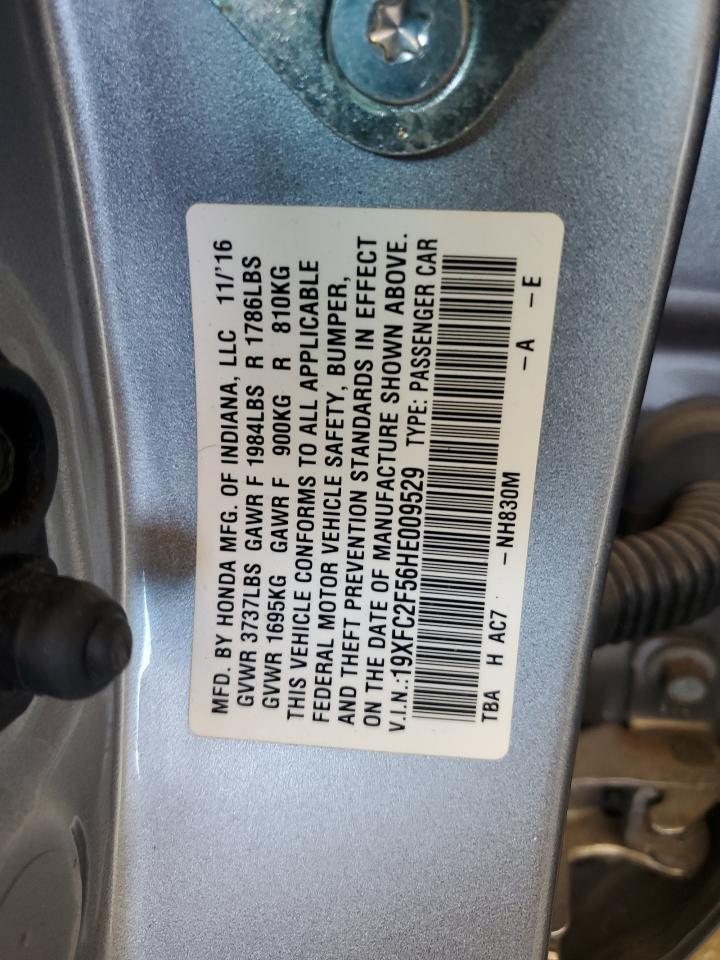 MFD. BY HONDA MFG. OF INDIANA, LLC 11/'16
GVWR 3737LBS GAWR F 1984LBS R 1786LBS
GVWR 1695KG GAWR F 900KG R 810KG
THIS VEHICLE CONFORMS TO ALL APPLICABLE
FEDERAL MOTOR VEHICLE SAFETY, BUMPER,
AND THEFT PREVENTION STANDARDS IN EFFECT
ON THE DATE OF MANUFACTURE SHOWN ABOVE.
V.I.N.:19XFC2F56HE009529 TYPE: PASSENGER CAR
TBA H AC7 -NH830M -A -E